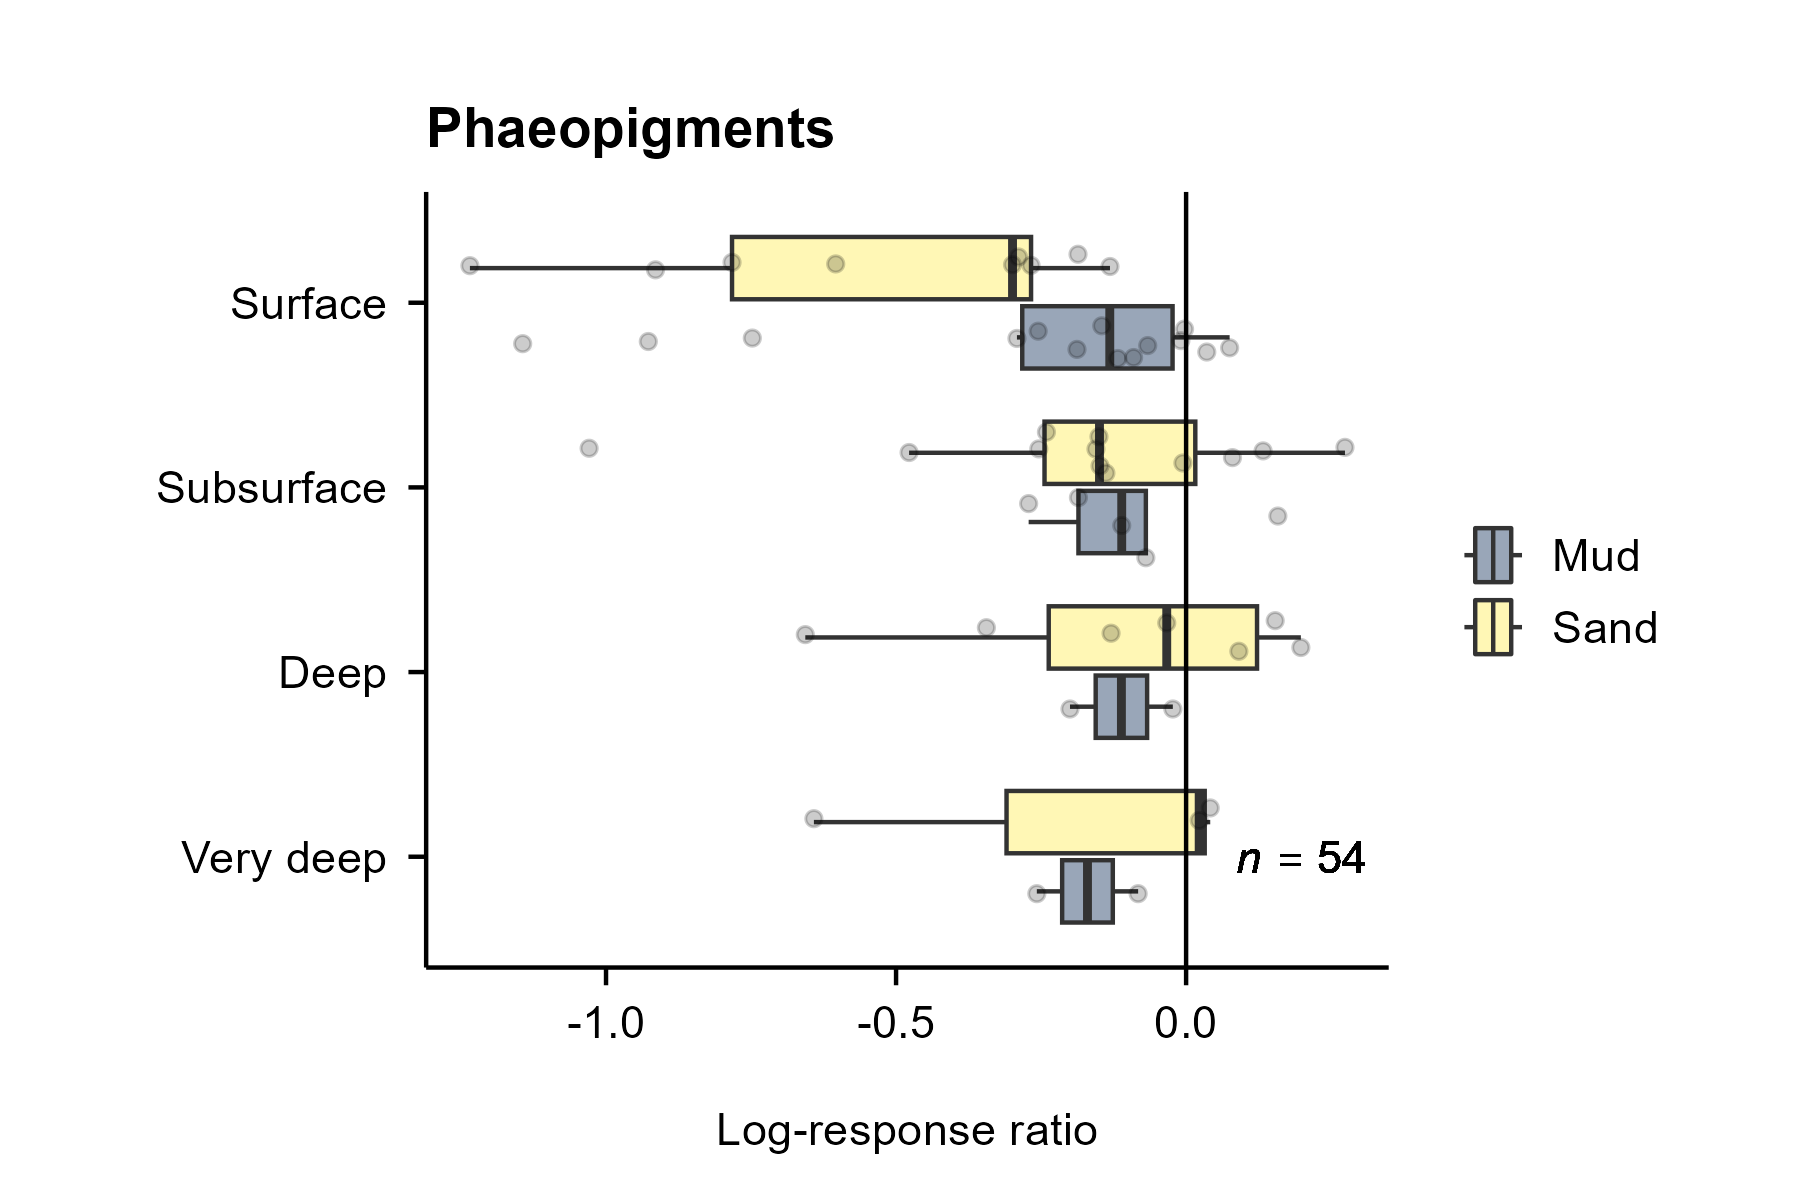 Phaeopigments
Surface
Subsurface
Deep
Very deep
n = 54
Mud
Sand
-1.0 -0.5 0.0
Log-response ratio